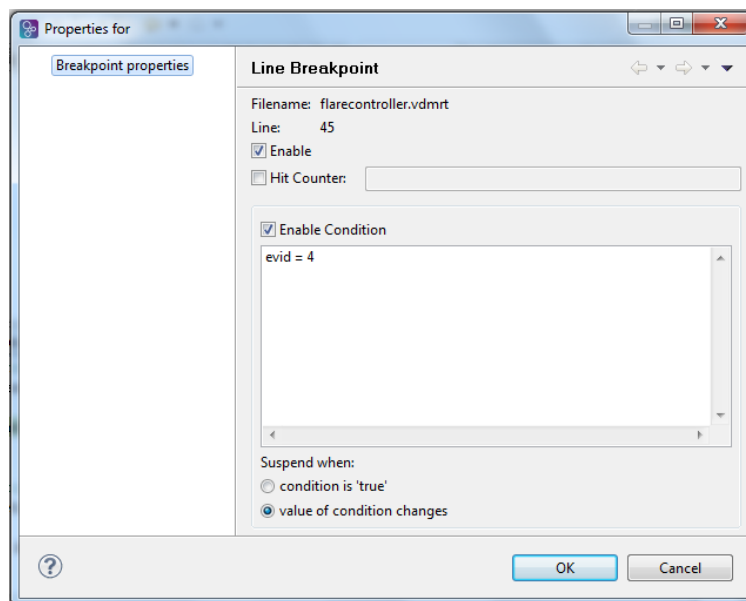 Properties for
Breakpoint properties
Line Breakpoint
Filename: flarecontroller.vdmrt
Line: 45
Enable
Hit Counter:
Enable Condition
evid = 4
Suspend when:
condition is 'true'
value of condition changes
OK
Cancel